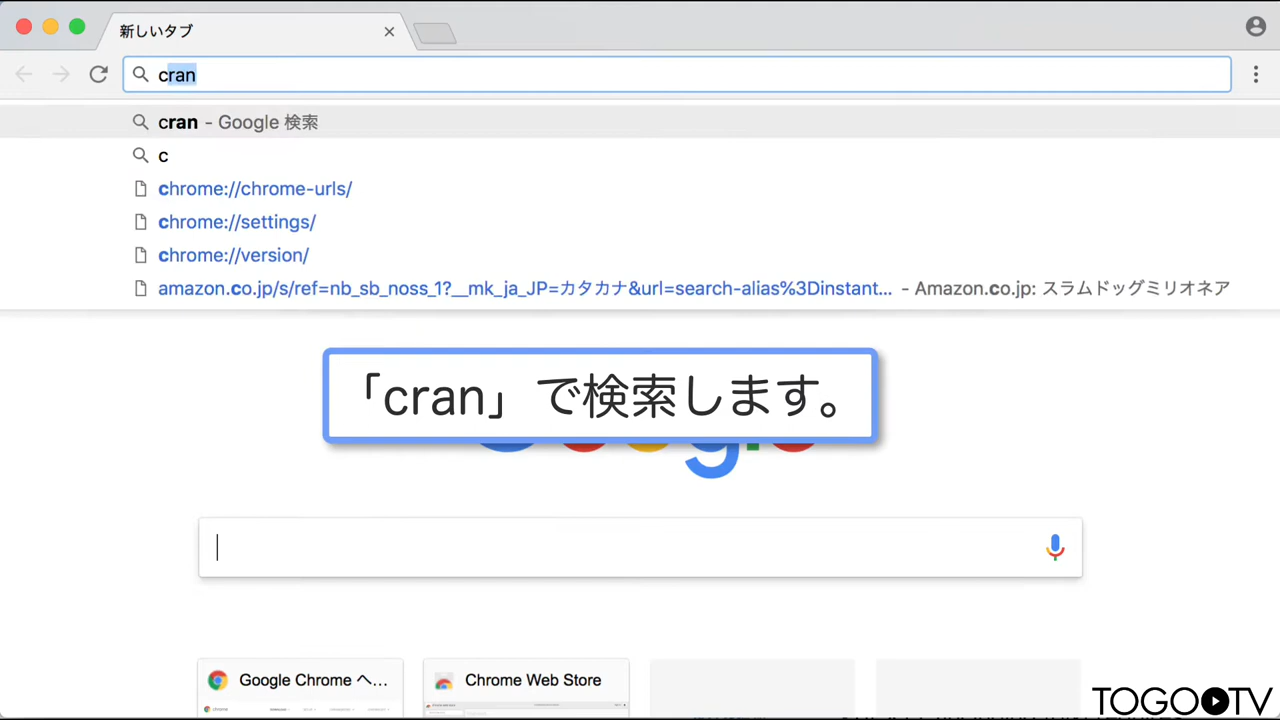 新しいタブ
cran
cran - Google 検索
c
chrome://chrome-urls/
chrome://settings/
chrome://version/
amazon.co.jp/s/ref=nb_sb_noss_1?__mk_ja_JP=カタカナ&url=search-alias%3Dinstant... - Amazon.co.jp: スラムドッグミリオネア
「cran」で検索します。
Google Chrome へ...
Chrome Web Store
TOGOTV